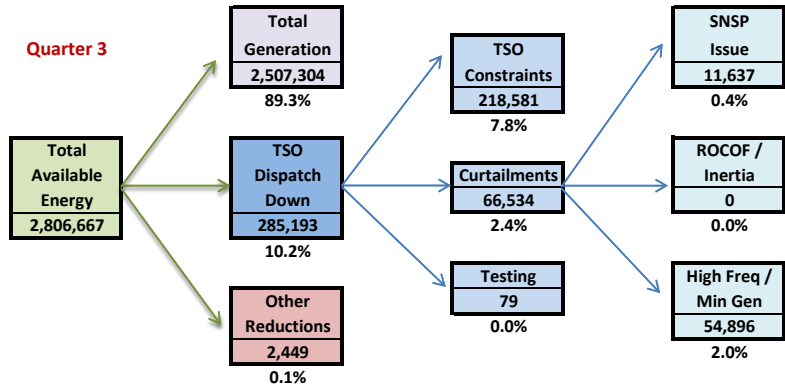 Quarter 3
Total
Available
Energy
2,806,667
Total
Generation
2,507,304
89.3%
TSO
Dispatch
Down
285,193
10.2%
Other
Reductions
2,449
0.1%
TSO
Constraints
218,581
7.8%
Curtailments
66,534
2.4%
Testing
79
0.0%
SNSP
Issue
11,637
0.4%
ROCOF /
Inertia
0
0.0%
High Freq /
Min Gen
54,896
2.0%